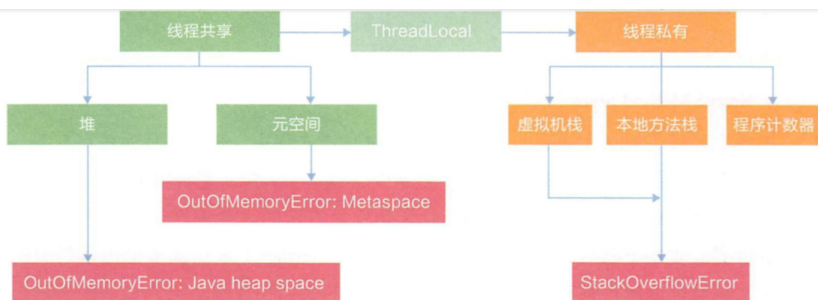 线程共享
ThreadLocal
线程私有
堆
元空间
虚拟机栈
本地方法栈
程序计数器
OutOfMemoryError: Metaspace
OutOfMemoryError: Java heap space
StackOverflowError